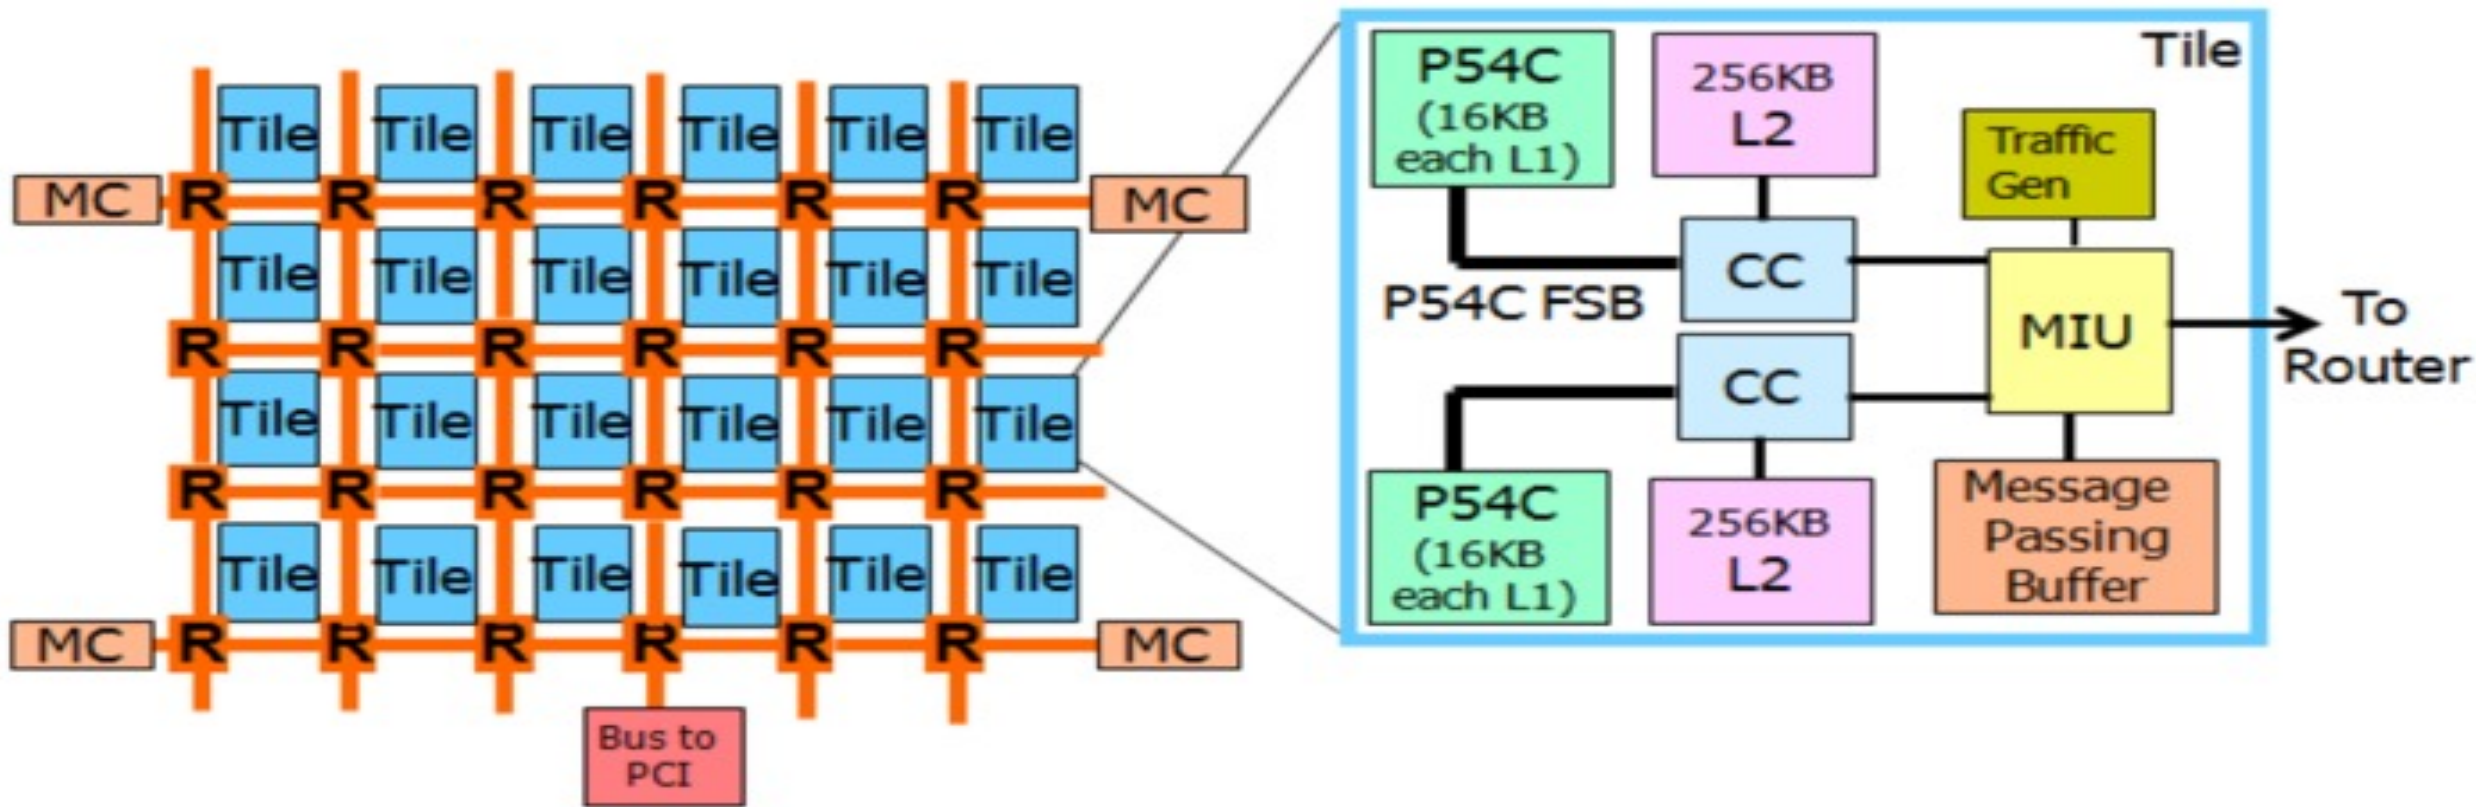 Tile Tile Tile Tile Tile Tile
MC R R R R R R MC
Tile Tile Tile Tile Tile Tile
R R R R R R
Tile Tile Tile Tile Tile Tile
R R R R R R
Tile Tile Tile Tile Tile Tile
MC R R R R R R MC
Bus to
PCI
Tile
P54C
(16KB
each L1)
256KB
L2
Traffic
Gen
CC
P54C FSB
MIU
To
Router
CC
P54C
(16KB
each L1)
256KB
L2
Message
Passing
Buffer